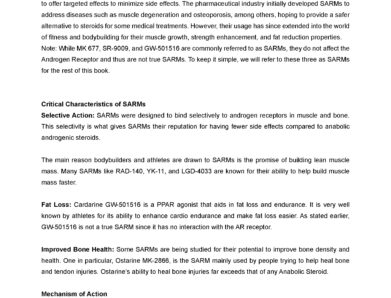 to offer targeted effects to minimize side effects. The pharmaceutical industry initially developed SARMs to
address diseases such as muscle degeneration and osteoporosis, among others, hoping to provide a safer
alternative to steroids for some medical treatments. However, their usage has since extended into the world
of fitness and bodybuilding for their muscle growth, strength enhancement, and fat reduction properties.
Note: While MK 677, SR-9009, and GW-501516 are commonly referred to as SARMs, they do not affect the
Androgen Receptor and thus are not true SARMs. To keep it simple, we will refer to these three as SARMs
for the rest of this book.
Critical Characteristics of SARMs
Selective Action: SARMs were designed to bind selectively to androgen receptors in muscle and bone.
This selectivity is what gives SARMs their reputation for having fewer side effects compared to anabolic
androgenic steroids.
The main reason bodybuilders and athletes are drawn to SARMs is the promise of building lean muscle
mass. Many SARMs like RAD-140, YK-11, and LGD-4033 are known for their ability to help build muscle
mass faster.
Fat Loss: Cardarine GW-501516 is a PPAR agonist that aids in fat loss and endurance. It is very well
known by athletes for its ability to enhance cardio endurance and make fat loss easier. As stated earlier,
GW-501516 is not a true SARM since it has no interaction with the AR receptor.
Improved Bone Health: Some SARMs are being studied for their potential to improve bone density and
health. One in particular, Ostarine MK-2866, is the SARM mainly used by people trying to help heal bone
and tendon injuries. Ostarine's ability to heal bone injuries far exceeds that of any Anabolic Steroid.
Mechanism of Action